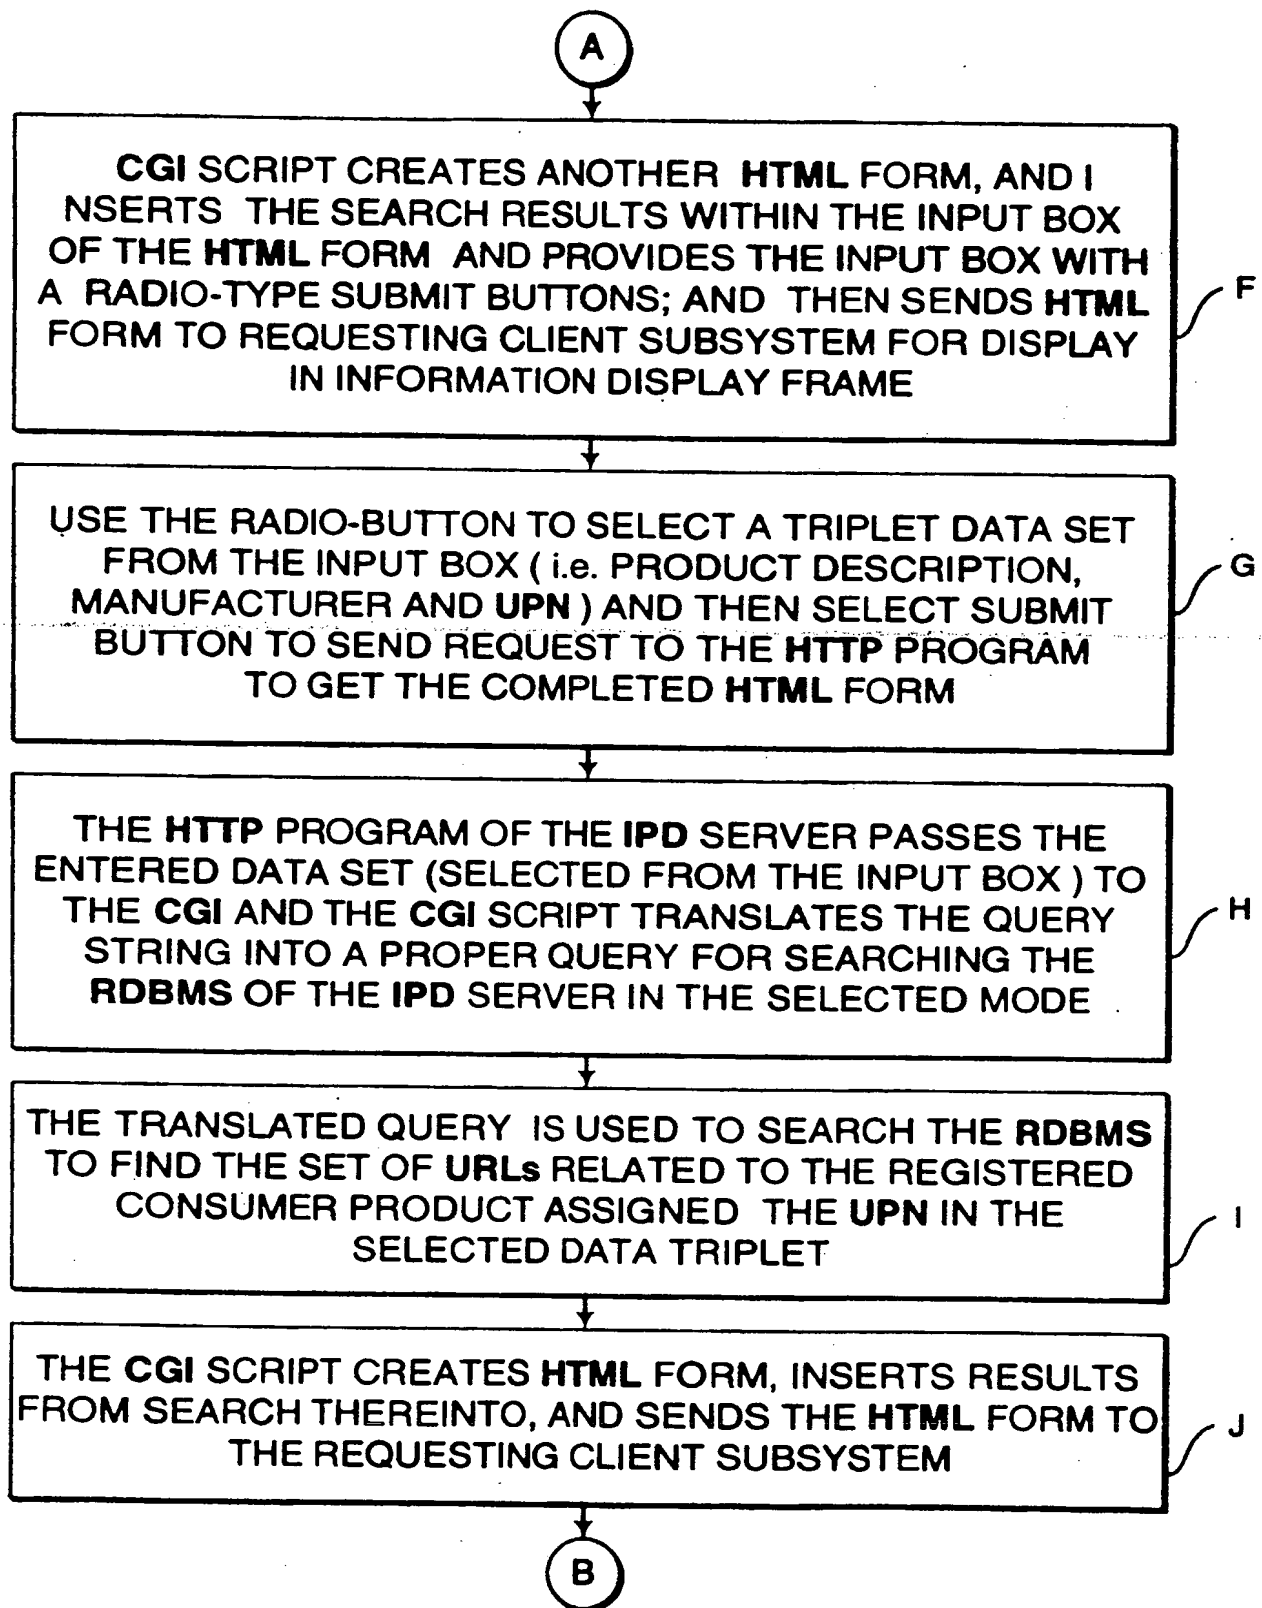 A
CGI SCRIPT CREATES ANOTHER HTML FORM, AND I
NSERTS THE SEARCH RESULTS WITHIN THE INPUT BOX
OF THE HTML FORM AND PROVIDES THE INPUT BOX WITH
A RADIO-TYPE SUBMIT BUTTONS; AND THEN SENDS HTML
FORM TO REQUESTING CLIENT SUBSYSTEM FOR DISPLAY
IN INFORMATION DISPLAY FRAME
F
USE THE RADIO-BUTTON TO SELECT A TRIPLET DATA SET
FROM THE INPUT BOX ( i.e. PRODUCT DESCRIPTION,
MANUFACTURER AND UPN ) AND THEN SELECT SUBMIT
BUTTON TO SEND REQUEST TO THE HTTP PROGRAM
TO GET THE COMPLETED HTML FORM
G
THE HTTP PROGRAM OF THE IPD SERVER PASSES THE
ENTERED DATA SET (SELECTED FROM THE INPUT BOX ) TO
THE CGI AND THE CGI SCRIPT TRANSLATES THE QUERY
STRING INTO A PROPER QUERY FOR SEARCHING THE
RDBMS OF THE IPD SERVER IN THE SELECTED MODE
H
THE TRANSLATED QUERY IS USED TO SEARCH THE RDBMS
TO FIND THE SET OF URLs RELATED TO THE REGISTERED
CONSUMER PRODUCT ASSIGNED THE UPN IN THE
SELECTED DATA TRIPLET
I
THE CGI SCRIPT CREATES HTML FORM, INSERTS RESULTS
FROM SEARCH THEREINTO, AND SENDS THE HTML FORM TO
THE REQUESTING CLIENT SUBSYSTEM
J
B